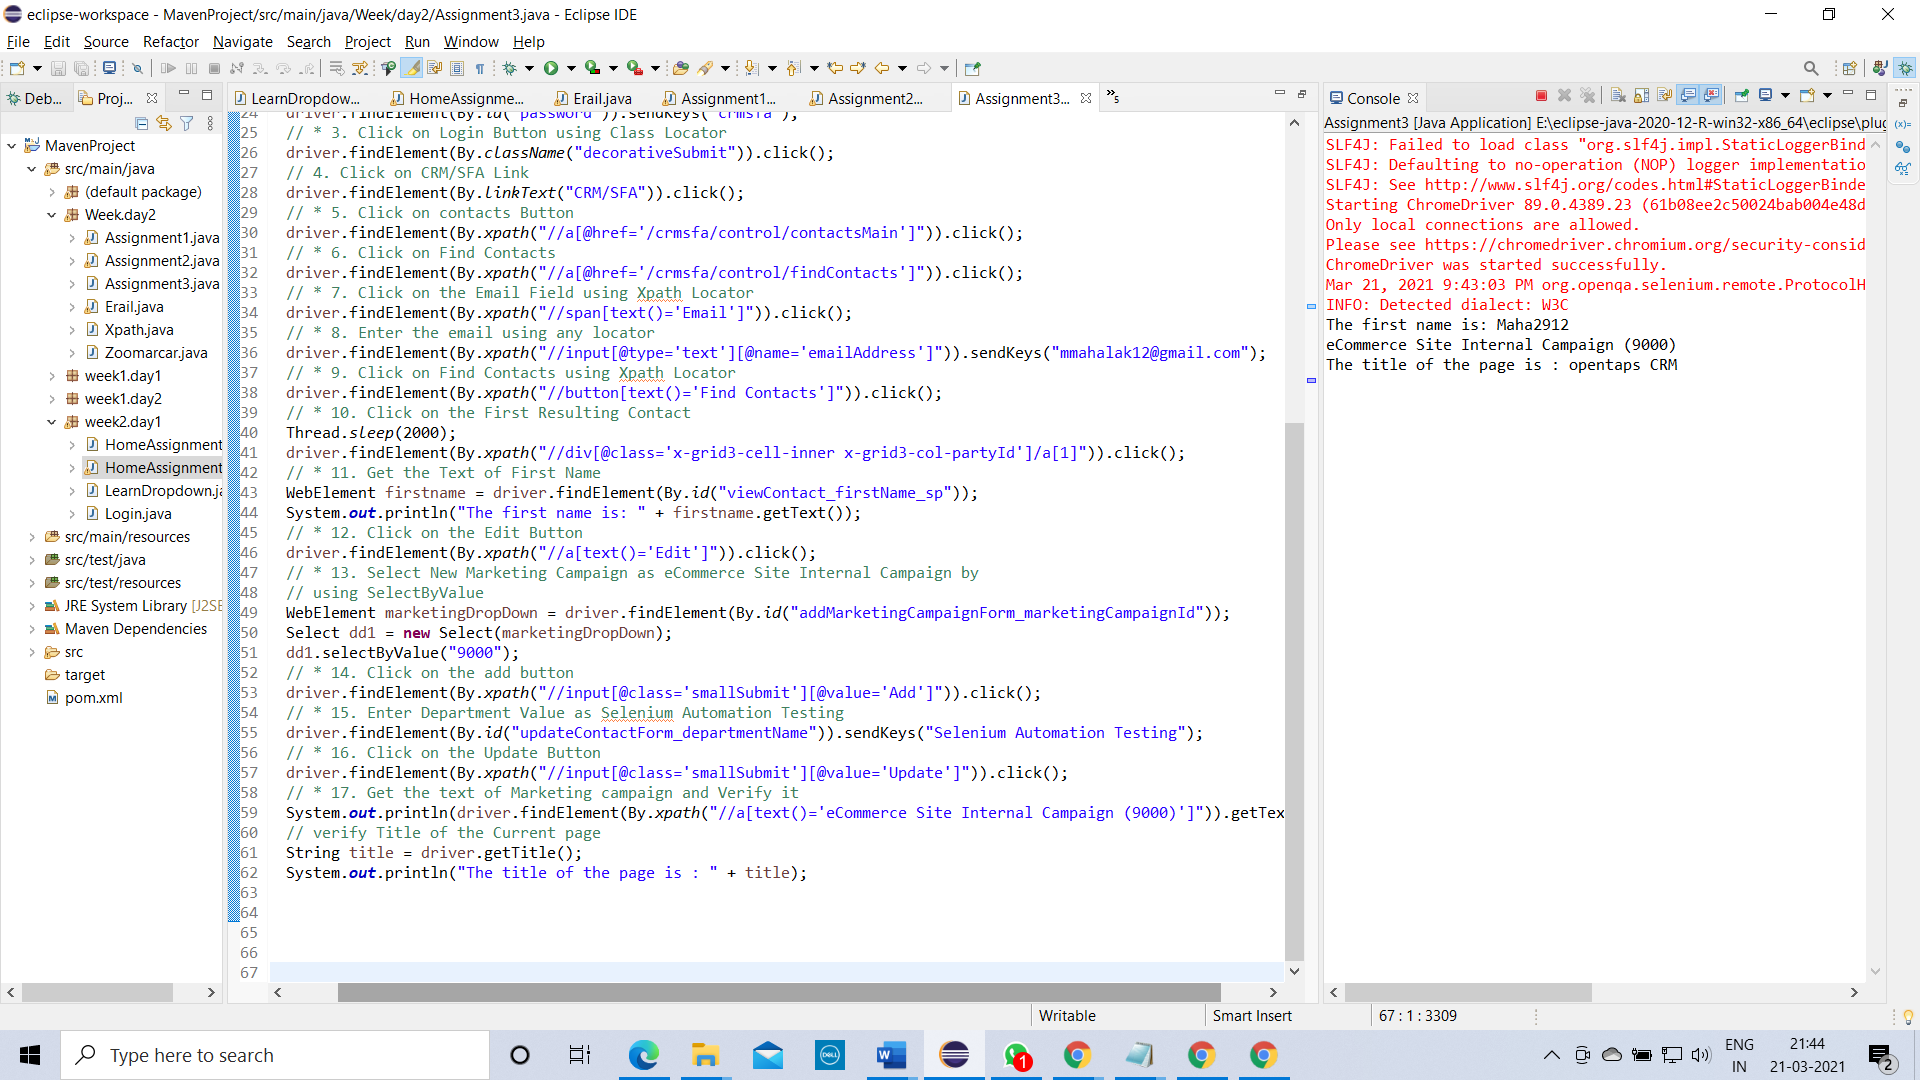 eclipse-workspace - MavenProject/src/main/java/Week/day2/Assignment3.java - Eclipse IDE
File Edit Source Refactor Navigate Search Project Run Window Help
Deb... Proj...
MavenProject
src/main/java
(default package)
Week.day2
Assignment1.java
Assignment2.java
Assignment3.java
Erail.java
Xpath.java
Zoomarcar.java
week1.day1
week1.day2
week2.day1
HomeAssignment
HomeAssignment
LearnDropdown.ja
Login.java
src/main/resources
src/test/java
src/test/resources
JRE System Library [J2SE
Maven Dependencies
src
target
pom.xml
LearnDropdow... HomeAssignme... Erail.java Assignment1... Assignment2... Assignment3... »5
24 driver.findElement(By.id("password")).sendKeys("crmsfa");
25 // * 3. Click on Login Button using Class Locator
26 driver.findElement(By.className("decorativeSubmit")).click();
27 // 4. Click on CRM/SFA Link
28 driver.findElement(By.linkText("CRM/SFA")).click();
29 // * 5. Click on contacts Button
30 driver.findElement(By.xpath("//a[@href='/crmsfa/control/contactsMain']")).click();
31 // * 6. Click on Find Contacts
32 driver.findElement(By.xpath("//a[@href='/crmsfa/control/findContacts']")).click();
33 // * 7. Click on the Email Field using Xpath Locator
34 driver.findElement(By.xpath("//span[text()='Email']")).click();
35 // * 8. Enter the email using any locator
36 driver.findElement(By.xpath("//input[@type='text'][@name='emailAddress']")).sendKeys("mmahalak12@gmail.com");
37 // * 9. Click on Find Contacts using Xpath Locator
38 driver.findElement(By.xpath("//button[text()='Find Contacts']")).click();
39 // * 10. Click on the First Resulting Contact
40 Thread.sleep(2000);
41 driver.findElement(By.xpath("//div[@class='x-grid3-cell-inner x-grid3-col-partyId']/a[1]")).click();
42 // * 11. Get the Text of First Name
43 WebElement firstname = driver.findElement(By.id("viewContact_firstName_sp"));
44 System.out.println("The first name is: " + firstname.getText());
45 // * 12. Click on the Edit Button
46 driver.findElement(By.xpath("//a[text()='Edit']")).click();
47 // * 13. Select New Marketing Campaign as eCommerce Site Internal Campaign by
48 // using SelectByValue
49 WebElement marketingDropDown = driver.findElement(By.id("addMarketingCampaignForm_marketingCampaignId"));
50 Select dd1 = new Select(marketingDropDown);
51 dd1.selectByValue("9000");
52 // * 14. Click on the add button
53 driver.findElement(By.xpath("//input[@class='smallSubmit'][@value='Add']")).click();
54 // * 15. Enter Department Value as Selenium Automation Testing
55 driver.findElement(By.id("updateContactForm_departmentName")).sendKeys("Selenium Automation Testing");
56 // * 16. Click on the Update Button
57 driver.findElement(By.xpath("//input[@class='smallSubmit'][@value='Update']")).click();
58 // * 17. Get the text of Marketing campaign and Verify it
59 System.out.println(driver.findElement(By.xpath("//a[text()='eCommerce Site Internal Campaign (9000)']")).getTex
60 // verify Title of the Current page
61 String title = driver.getTitle();
62 System.out.println("The title of the page is : " + title);
63
64
65
66
67
Console
Assignment3 [Java Application] E:\eclipse-java-2020-12-R-win32-x86_64\eclipse\plug
SLF4J: Failed to load class "org.slf4j.impl.StaticLoggerBind
SLF4J: Defaulting to no-operation (NOP) logger implementatio
SLF4J: See http://www.slf4j.org/codes.html#StaticLoggerBinde
Starting ChromeDriver 89.0.4389.23 (61b08ee2c50024bab004e48d
Only local connections are allowed.
Please see https://chromedriver.chromium.org/security-consid
ChromeDriver was started successfully.
Mar 21, 2021 9:43:03 PM org.openqa.selenium.remote.ProtocolH
INFO: Detected dialect: W3C
The first name is: Maha2912
eCommerce Site Internal Campaign (9000)
The title of the page is : opentaps CRM
Writable Smart Insert 67 : 1 : 3309
Type here to search
DELL
W
1
ENG
IN
21:44
21-03-2021
2